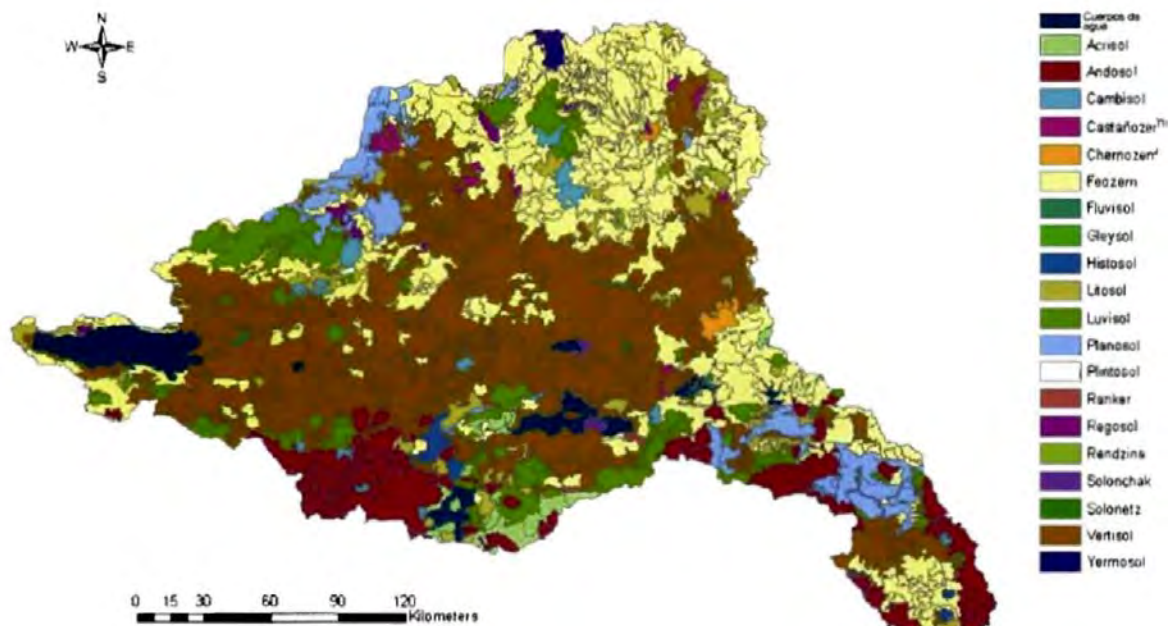 N
W E
S
Cuerpos de
agua
Acrisol
Andosol
Cambisol
Castañozem
Chernozem
Feozem
Fluvisol
Gleysol
Histosol
Litosol
Luvisol
Planosol
Plintosol
Ranker
Regosol
Rendzina
Solonchak
Solonetz
Vertisol
Yermosol
0 15 30 60 90 120
Kilometers